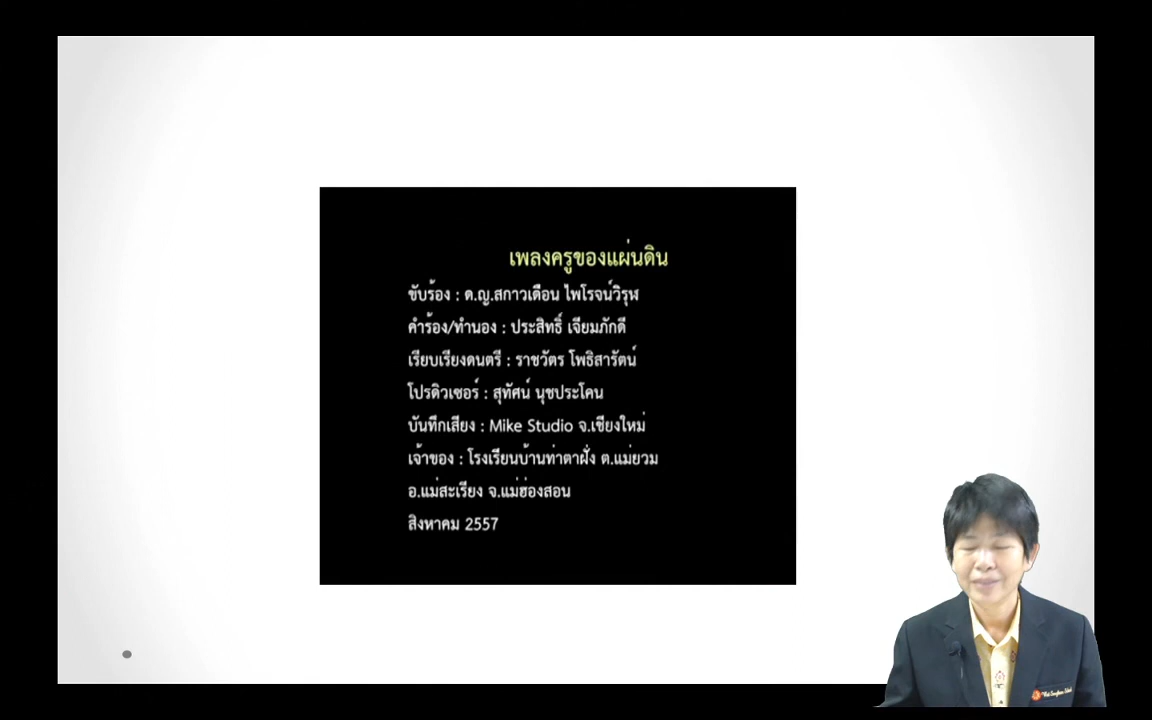 เพลงครูของแผ่นดิน
ขับร้อง : ด.ญ.สกาวเดือน ไพโรจน์วิรุฬ
คำร้อง/ทำนอง : ประสิทธิ์ เจียมภักดี
เรียบเรียงดนตรี : ราชวัตร โพธิสารัตน์
โปรดิวเซอร์ : สุทัศน์ นุชประโคน
บันทึกเสียง : Mike Studio จ.เชียงใหม่
เจ้าของ : โรงเรียนบ้านท่าตาฝั่ง ต.แม่ยวม
อ.แม่สะเรียง จ.แม่ฮ่องสอน
สิงหาคม 2557